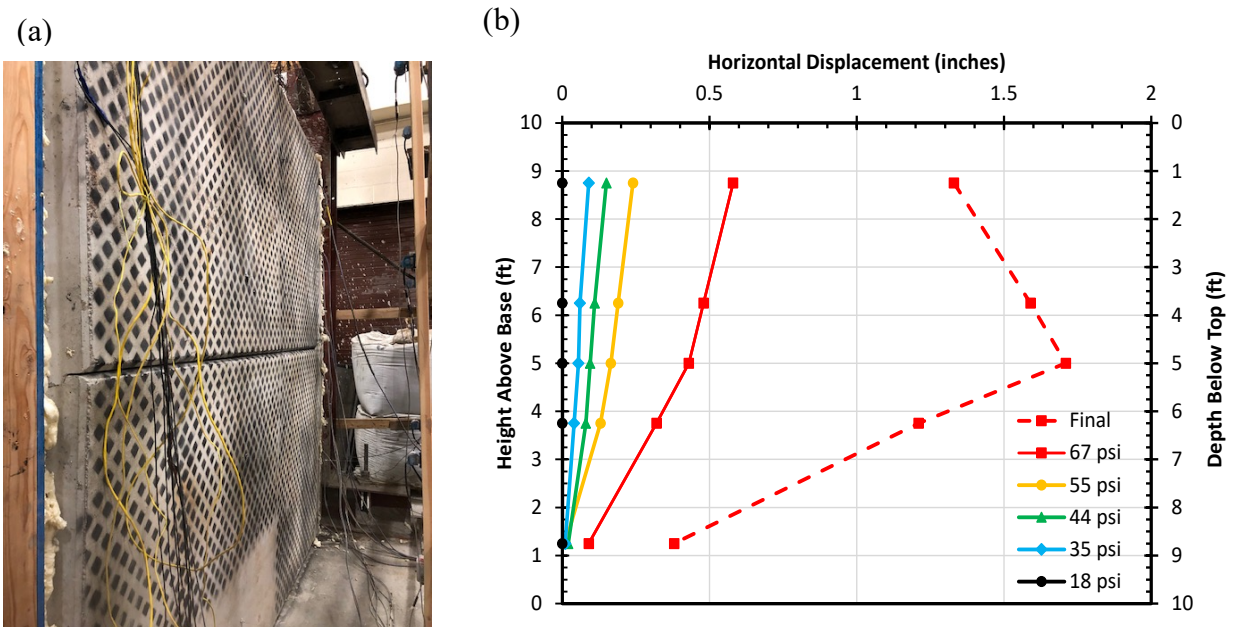 (a)
(b)
Horizontal Displacement (inches)
0 0.5 1 1.5 2
10 0
9 1
8 2
7 3
6 4
5 5
4 6
3 7
2 8
1 9
0 10
Height Above Base (ft)
Depth Below Top (ft)
Final
67 psi
55 psi
44 psi
35 psi
18 psi